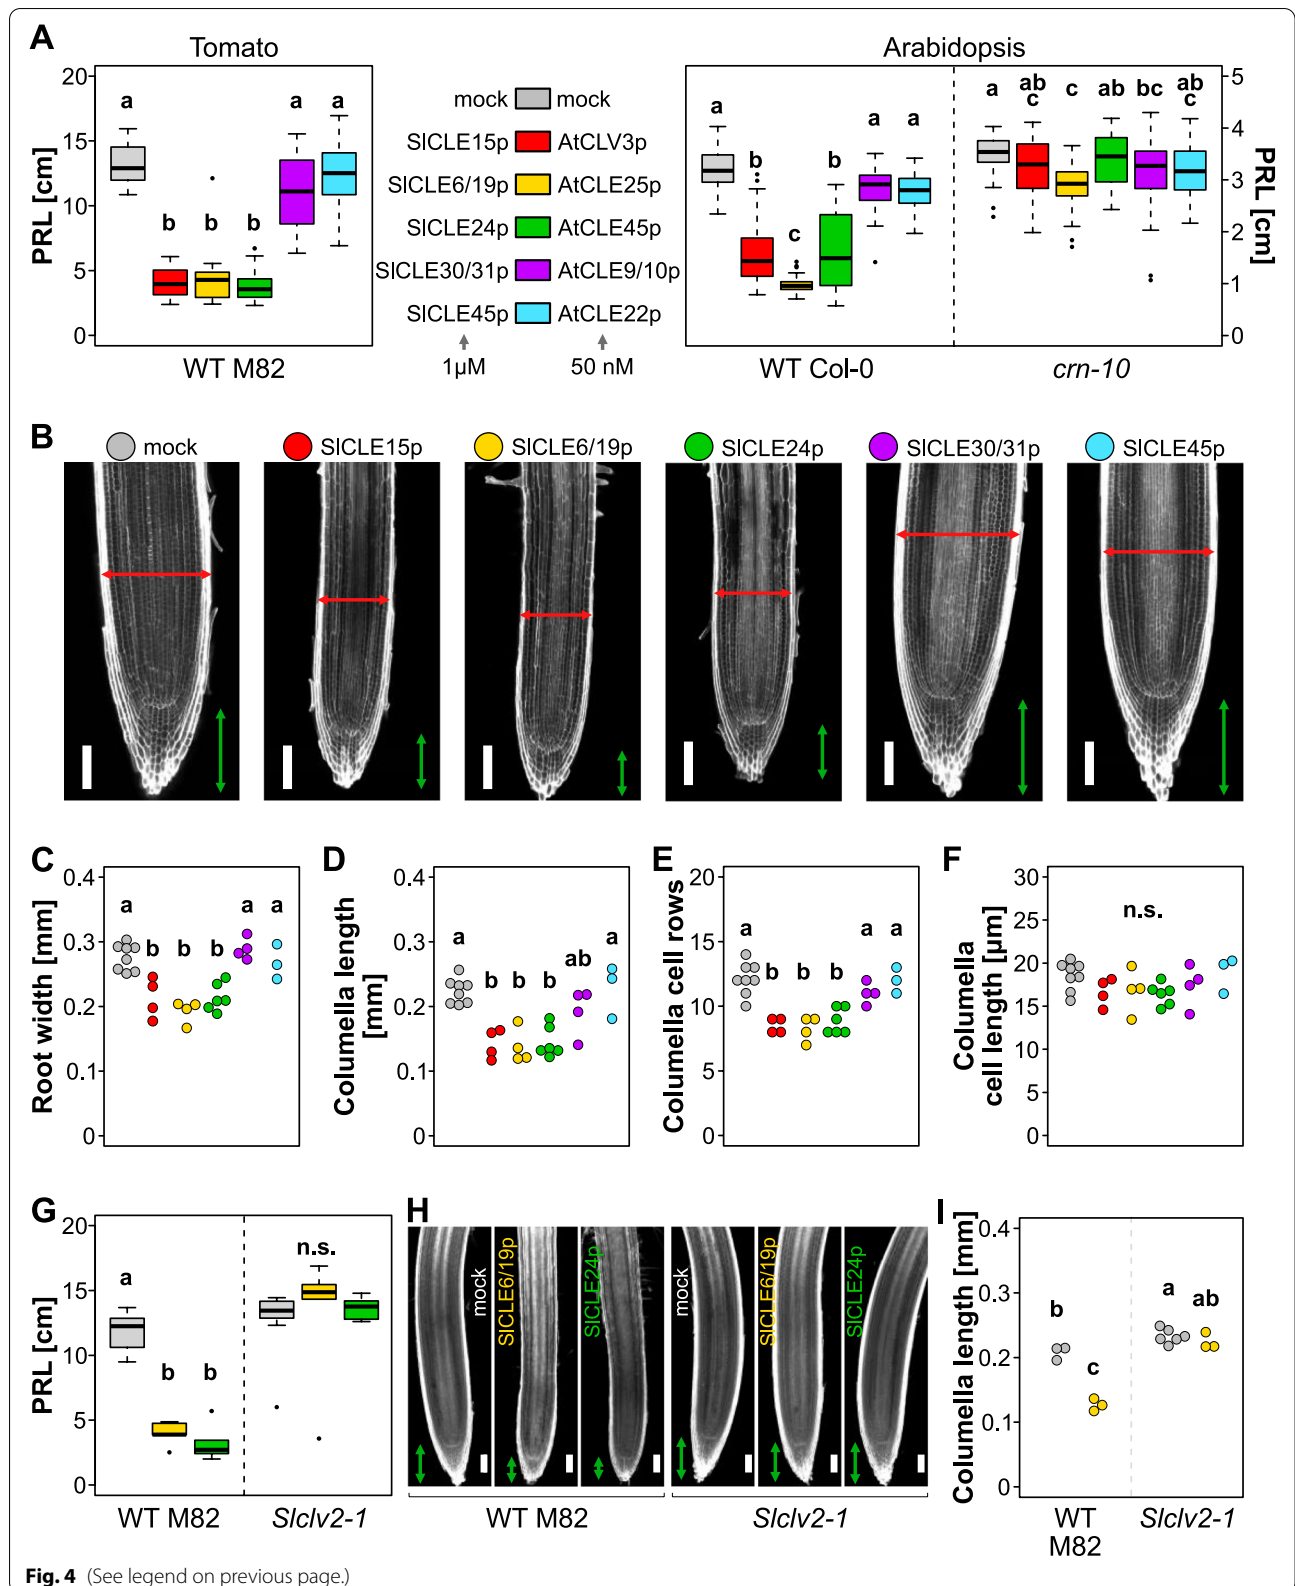 A
Tomato
Arabidopsis
PRL [cm]
20
15
10
5
0
a
b
b
b
a
a
WT M82
mock
mock
SlCLE15p
AtCLV3p
SlCLE6/19p
AtCLE25p
SlCLE24p
AtCLE45p
SlCLE30/31p
AtCLE9/10p
SlCLE45p
AtCLE22p
1µM
50 nM
a
b
c
b
a
a
a
ab
c
c
ab
bc
ab
c
5
4
3
2
1
0
PRL [cm]
WT Col-0
crn-10
B
mock
SlCLE15p
SlCLE6/19p
SlCLE24p
SlCLE30/31p
SlCLE45p
C
Root width [mm]
0.4
0.3
0.2
0.1
0
a
b
b
b
a
a
D
Columella length
[mm]
0.4
0.3
0.2
0.1
0
a
b
b
b
ab
a
E
Columella cell rows
20
15
10
5
0
a
b
b
b
a
a
F
Columella
cell length [µm]
30
25
20
15
10
5
0
n.s.
G
PRL [cm]
20
15
10
5
0
a
b
b
n.s.
WT M82
Slclv2-1
H
mock
SlCLE6/19p
SlCLE24p
mock
SlCLE6/19p
SlCLE24p
WT M82
Slclv2-1
I
Columella length [mm]
0.4
0.3
0.2
0.1
0
b
c
a
ab
WT
M82
Slclv2-1
Fig. 4 (See legend on previous page.)